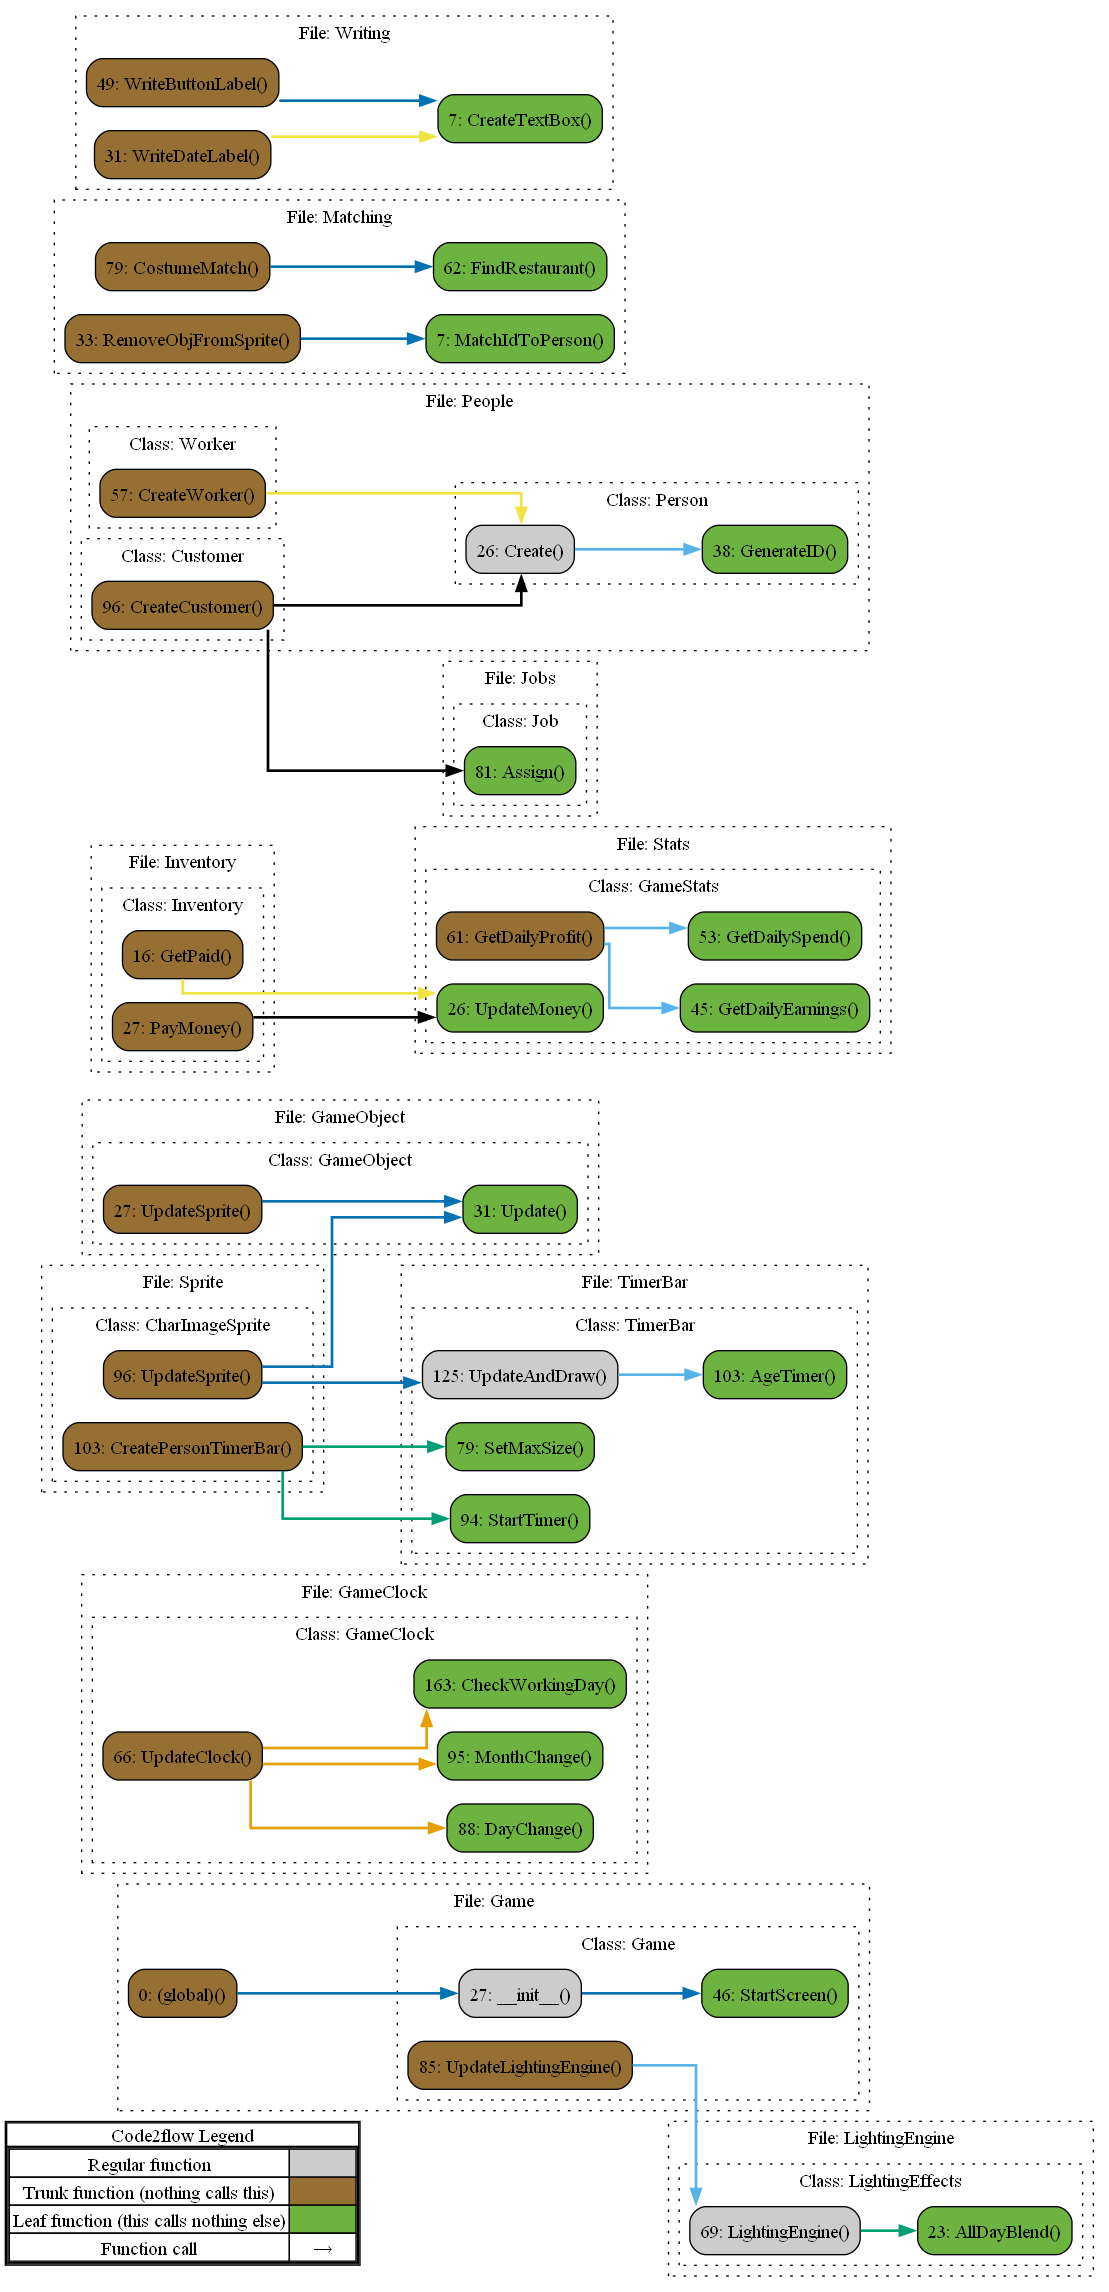 File: Writing
49: WriteButtonLabel()
7: CreateTextBox()
31: WriteDateLabel()
File: Matching
79: CostumeMatch()
62: FindRestaurant()
33: RemoveObjFromSprite()
7: MatchIdToPerson()
File: People
Class: Worker
57: CreateWorker()
Class: Person
26: Create()
38: GenerateID()
Class: Customer
96: CreateCustomer()
File: Jobs
Class: Job
81: Assign()
File: Inventory
Class: Inventory
16: GetPaid()
27: PayMoney()
File: Stats
Class: GameStats
61: GetDailyProfit()
53: GetDailySpend()
26: UpdateMoney()
45: GetDailyEarnings()
File: GameObject
Class: GameObject
27: UpdateSprite()
31: Update()
File: Sprite
Class: CharImageSprite
96: UpdateSprite()
103: CreatePersonTimerBar()
File: TimerBar
Class: TimerBar
125: UpdateAndDraw()
103: AgeTimer()
79: SetMaxSize()
94: StartTimer()
File: GameClock
Class: GameClock
163: CheckWorkingDay()
66: UpdateClock()
95: MonthChange()
88: DayChange()
File: Game
Class: Game
0: (global)()
27: __init__()
46: StartScreen()
85: UpdateLightingEngine()
File: LightingEngine
Class: LightingEffects
69: LightingEngine()
23: AllDayBlend()
Code2flow Legend
Regular function
Trunk function (nothing calls this)
Leaf function (this calls nothing else)
Function call →